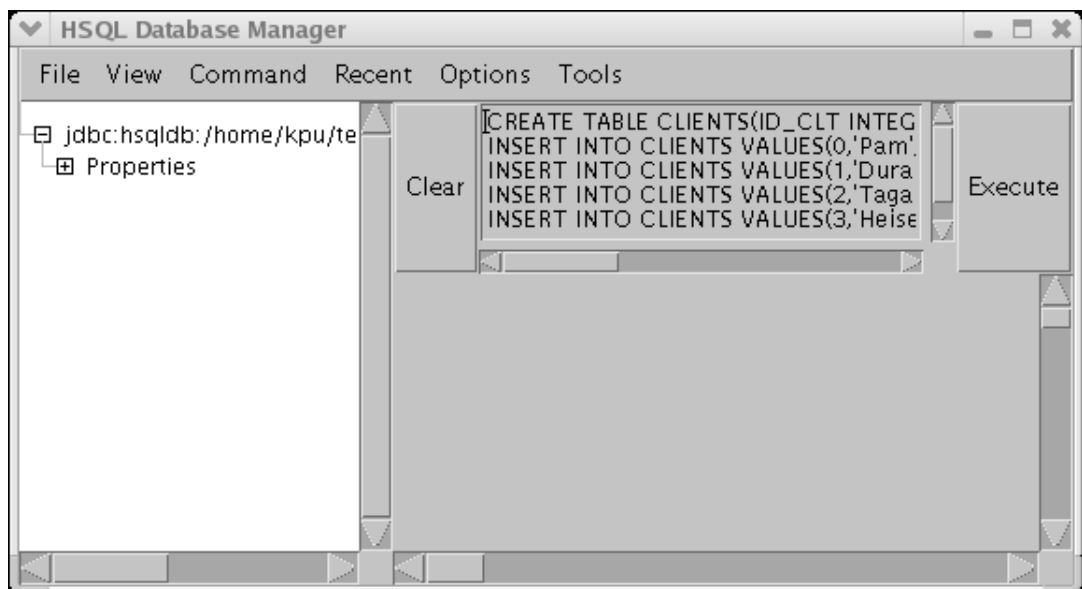 HSQL Database Manager
File View Command Recent Options Tools
jdbc:hsqldb:/home/kpu/te
Properties
Clear
CREATE TABLE CLIENTS(ID_CLT INTEG
INSERT INTO CLIENTS VALUES(0,'Pam'
INSERT INTO CLIENTS VALUES(1,'Dura
INSERT INTO CLIENTS VALUES(2,'Taga
INSERT INTO CLIENTS VALUES(3,'Heise
Execute